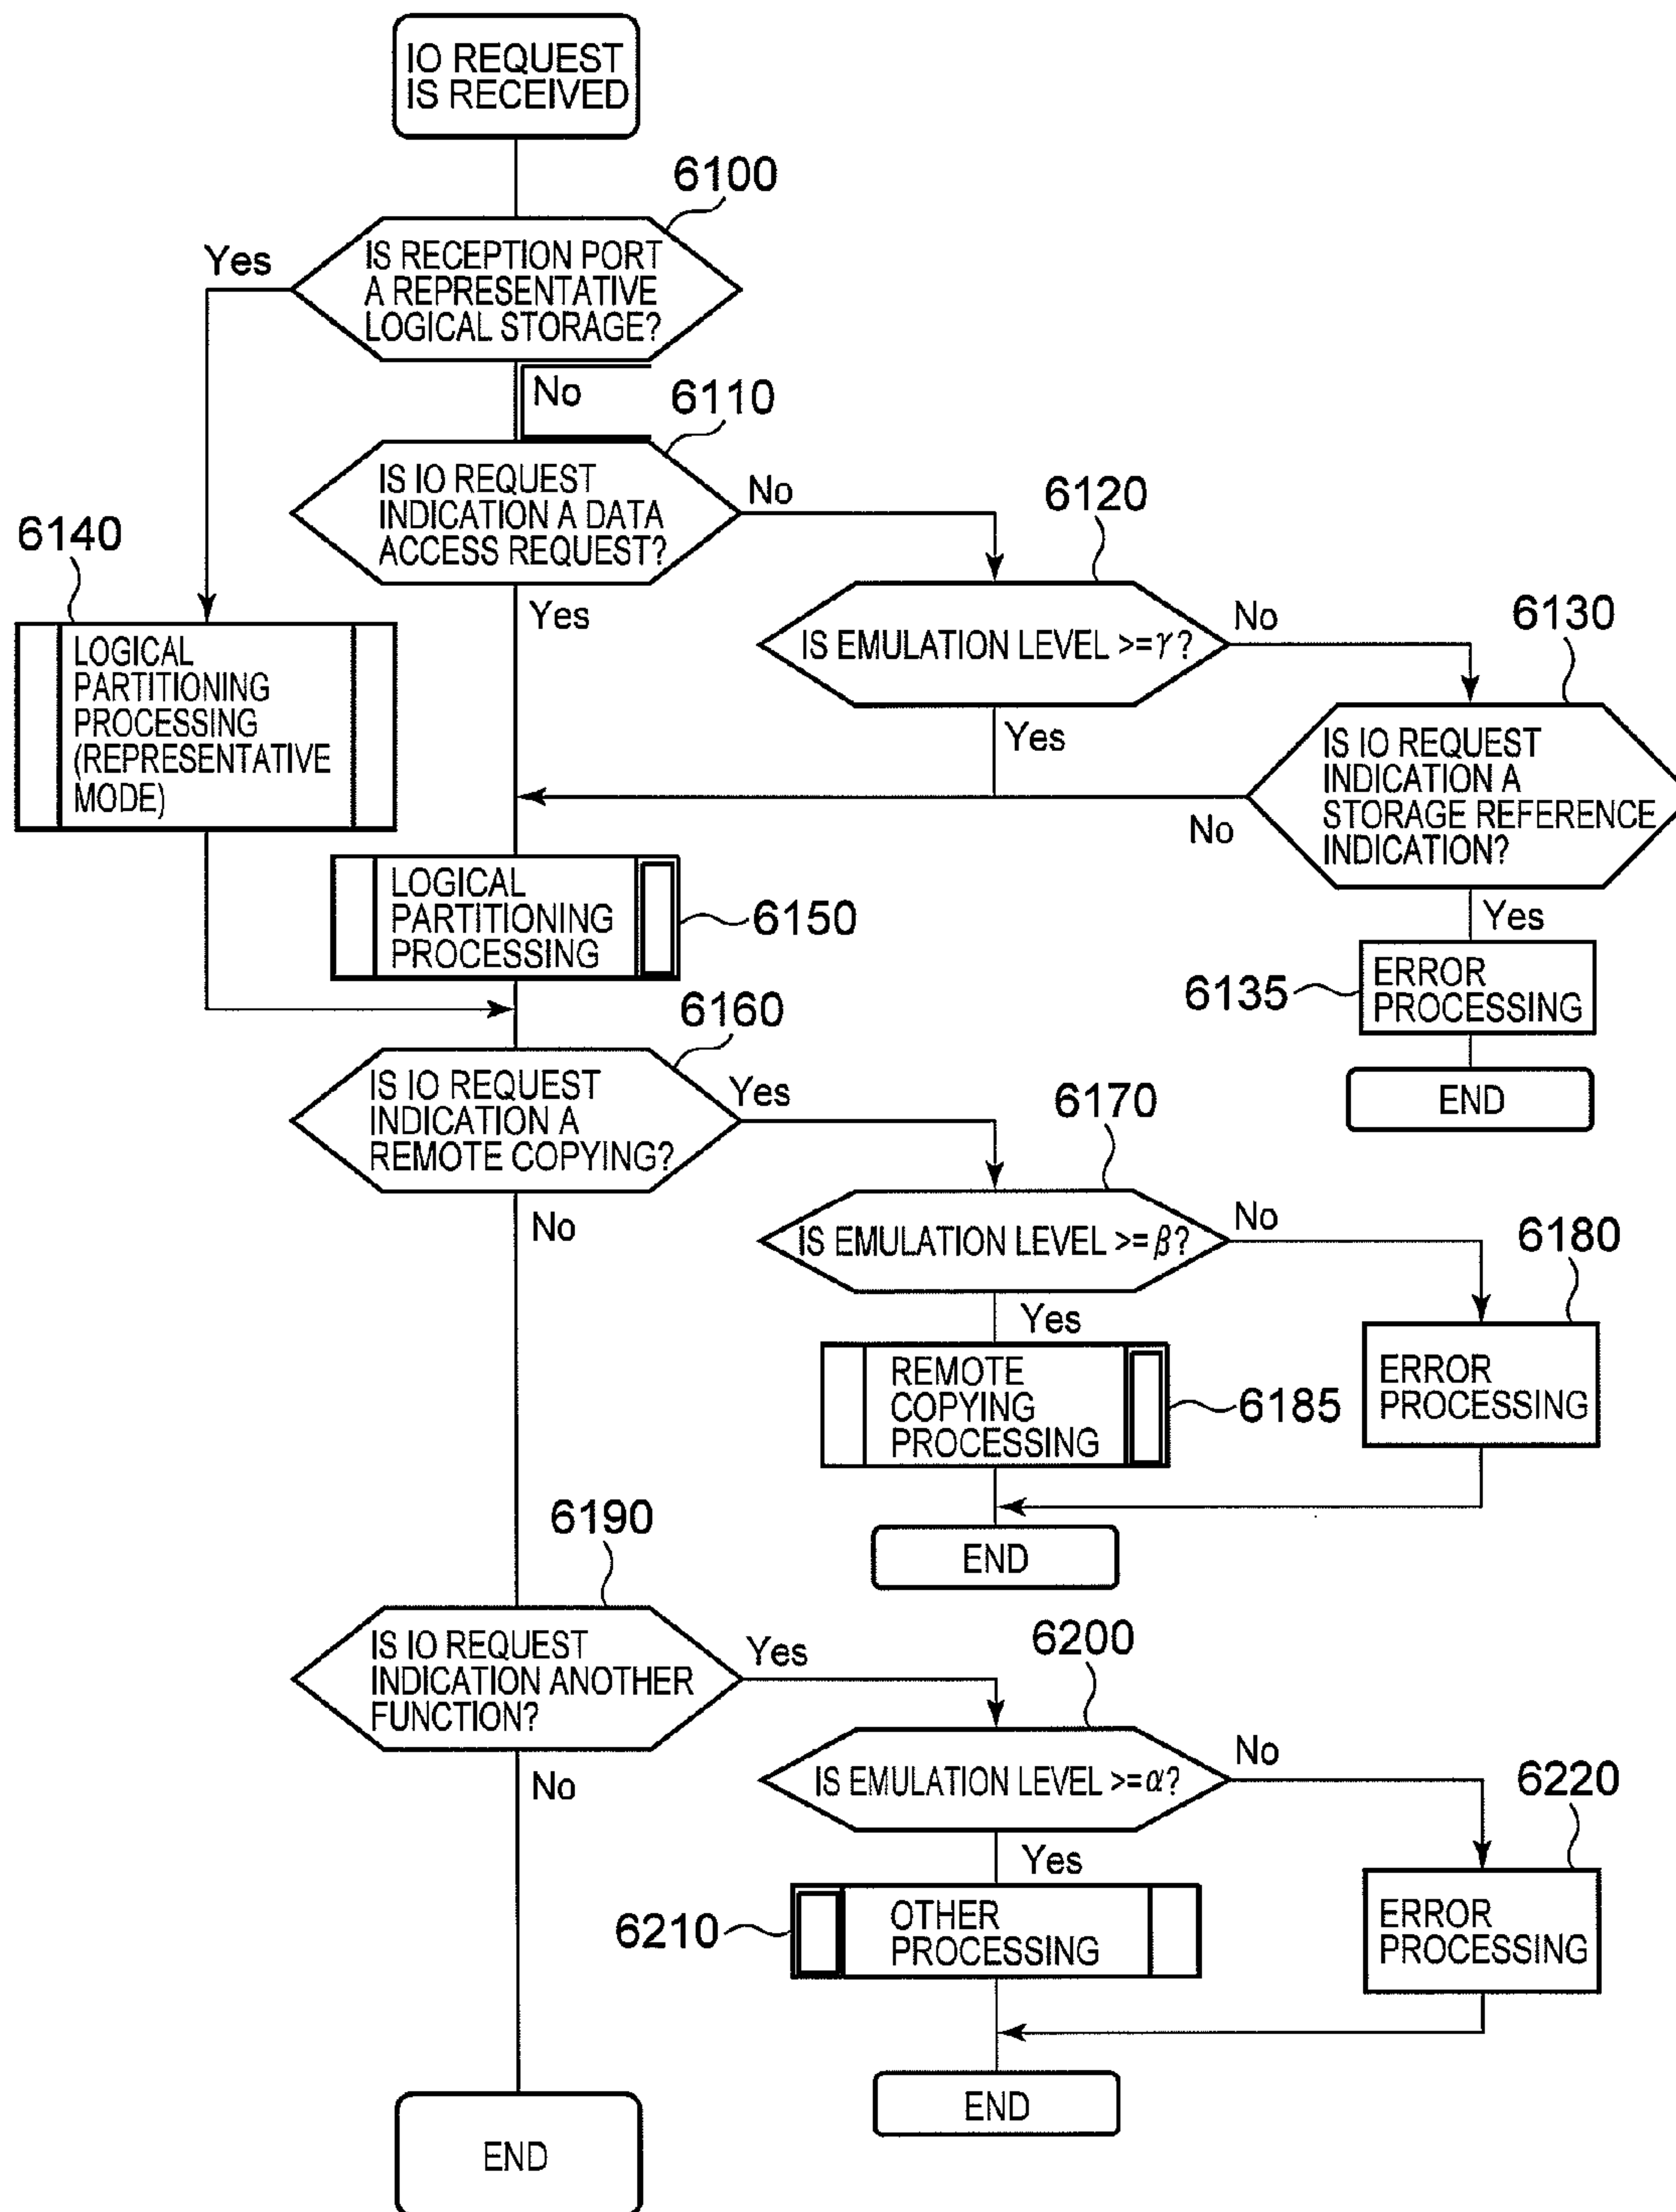 IO REQUEST
IS RECEIVED
6100
Yes
IS RECEPTION PORT
A REPRESENTATIVE
LOGICAL STORAGE?
No
6110
IS IO REQUEST
INDICATION A DATA
ACCESS REQUEST?
No
Yes
6120
IS EMULATION LEVEL >=γ?
No
Yes
6130
IS IO REQUEST
INDICATION A
STORAGE REFERENCE
INDICATION?
No
Yes
6135
ERROR
PROCESSING
END
6140
LOGICAL
PARTITIONING
PROCESSING
(REPRESENTATIVE
MODE)
LOGICAL
PARTITIONING
PROCESSING
6150
6160
IS IO REQUEST
INDICATION A
REMOTE COPYING?
Yes
No
6170
IS EMULATION LEVEL >=β?
No
Yes
6180
ERROR
PROCESSING
REMOTE
COPYING
PROCESSING
6185
END
6190
IS IO REQUEST
INDICATION ANOTHER
FUNCTION?
Yes
No
6200
IS EMULATION LEVEL >=α?
No
Yes
6220
ERROR
PROCESSING
6210
OTHER
PROCESSING
END
END